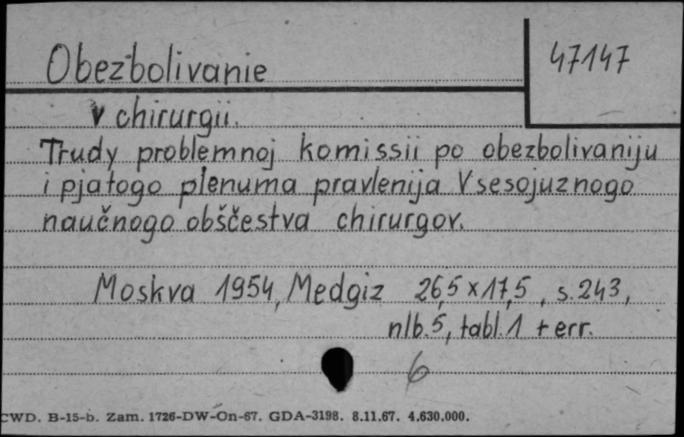 Obezbolivanie 47147
v chirurgii.
Trudy problemnoj komissii po obezbolivaniju
i pjatogo plenuma pravlenija Vsesojuznogo
naučnogo obščestva chirurgov.
Moskva 1954, Medgiz 26,5 x 17,5, s. 243,
nlb. 5, tabl. 1 + err.
6
CWD. B-15-b. Zam. 1726-DW-On-67. GDA-3198. 8.11.67. 4.630.000.